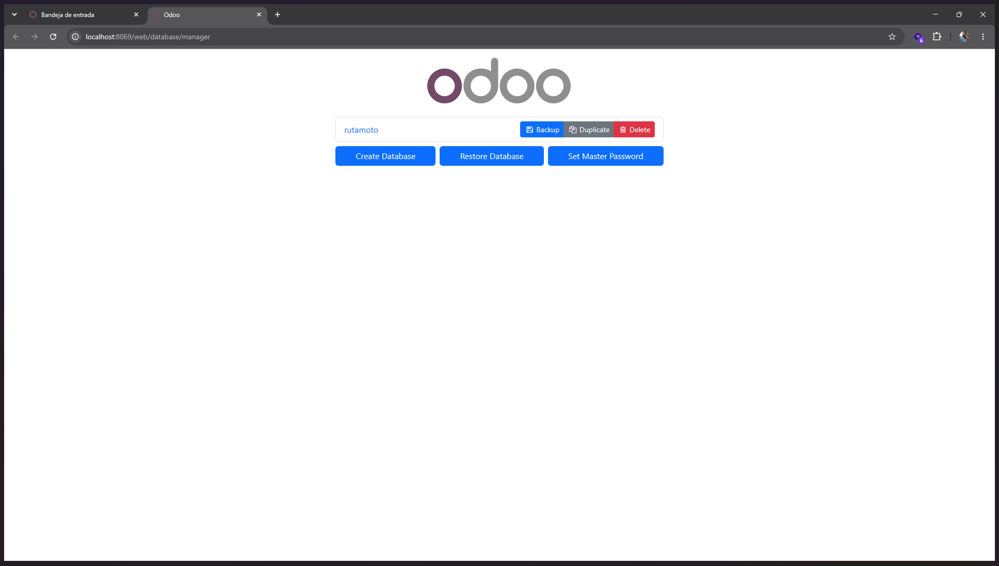 Bandeja de entrada
Odoo
localhost:8069/web/database/manager
6
odoo
rutamoto
Backup
Duplicate
Delete
Create Database
Restore Database
Set Master Password